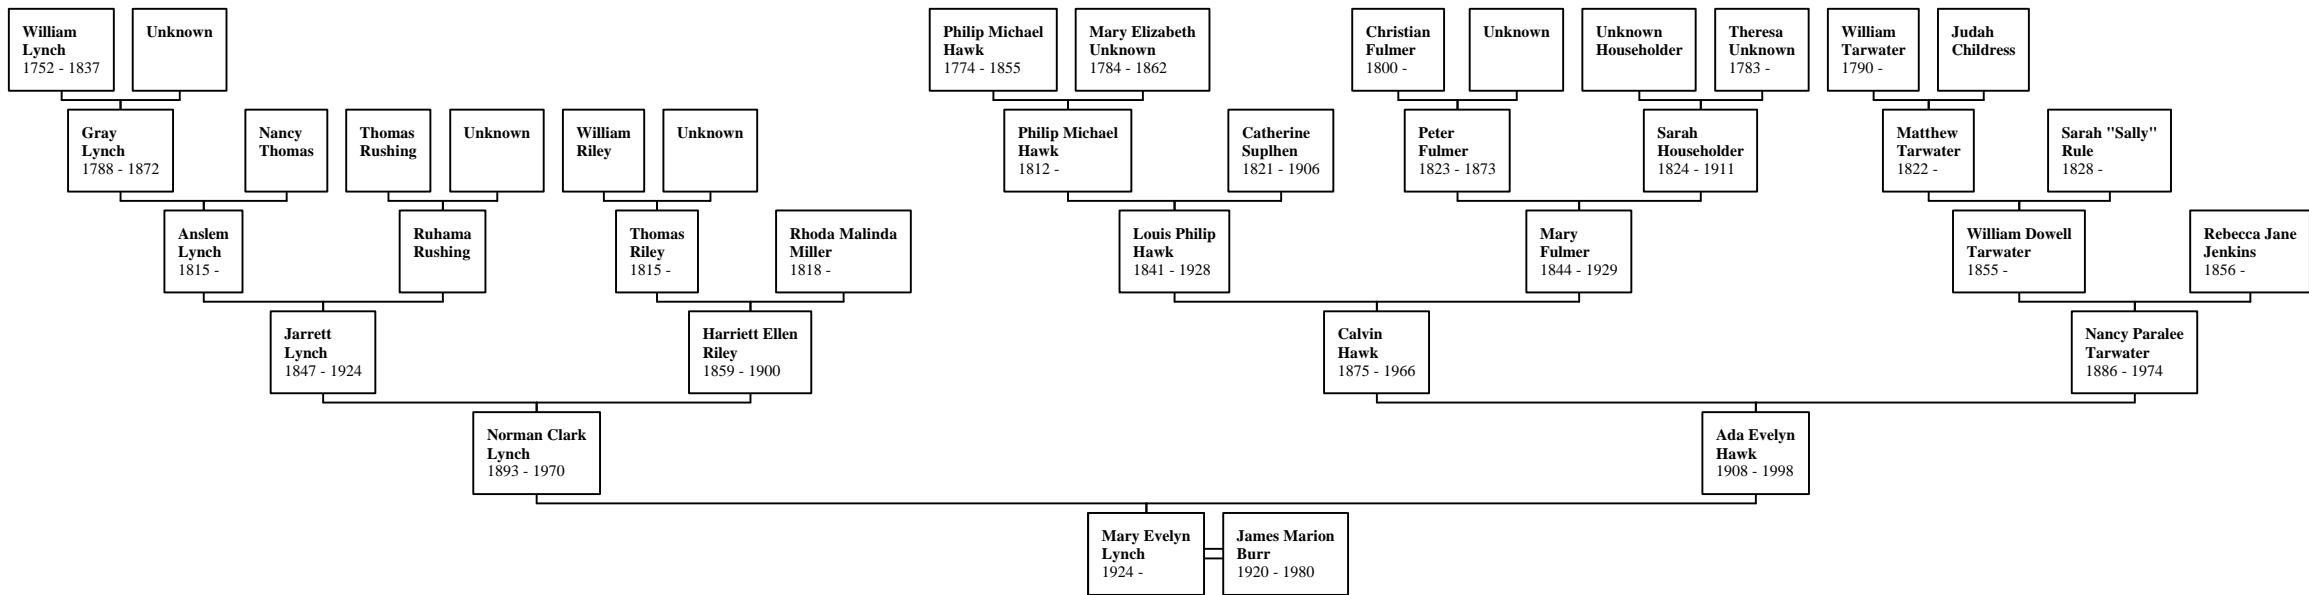 William
Lynch
1752 - 1837
Unknown
Philip Michael
Hawk
1774 - 1855
Mary Elizabeth
Unknown
1784 - 1862
Christian
Fulmer
1800 -
Unknown
Unknown
Householder
Theresa
Unknown
1783 -
William
Tarwater
1790 -
Judah
Childress
Gray
Lynch
1788 - 1872
Nancy
Thomas
Thomas
Rushing
Unknown
William
Riley
Unknown
Philip Michael
Hawk
1812 -
Catherine
Suplhen
1821 - 1906
Peter
Fulmer
1823 - 1873
Sarah
Householder
1824 - 1911
Matthew
Tarwater
1822 -
Sarah "Sally"
Rule
1828 -
Anslem
Lynch
1815 -
Ruhama
Rushing
Thomas
Riley
1815 -
Rhoda Malinda
Miller
1818 -
Louis Philip
Hawk
1841 - 1928
Mary
Fulmer
1844 - 1929
William Dowell
Tarwater
1855 -
Rebecca Jane
Jenkins
1856 -
Jarrett
Lynch
1847 - 1924
Harriett Ellen
Riley
1859 - 1900
Calvin
Hawk
1875 - 1966
Nancy Paralee
Tarwater
1886 - 1974
Norman Clark
Lynch
1893 - 1970
Ada Evelyn
Hawk
1908 - 1998
Mary Evelyn
Lynch
1924 -
James Marion
Burr
1920 - 1980